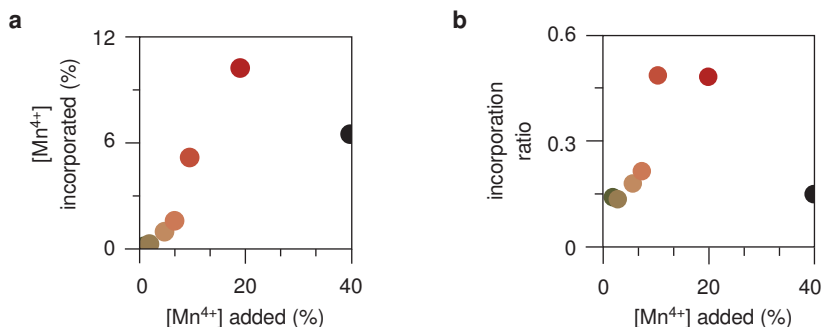 a
12
6
0
[Mn⁴⁺]
incorporated (%)
0 20 40
[Mn⁴⁺] added (%)
b
0.6
0.3
0
incorporation
ratio
0 20 40
[Mn⁴⁺] added (%)